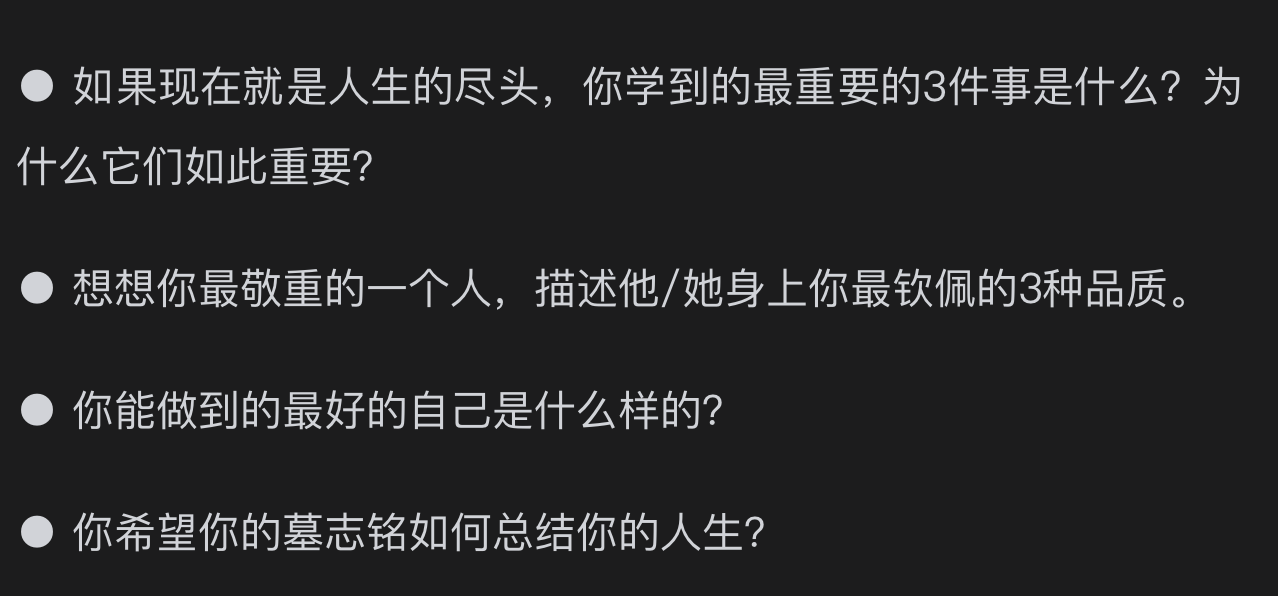 ● 如果现在就是人生的尽头，你学到的最重要的3件事是什么？为
什么它们如此重要？
● 想想你最敬重的一个人，描述他/她身上你最钦佩的3种品质。
● 你能做到的最好的自己是什么样的？
● 你希望你的墓志铭如何总结你的人生？